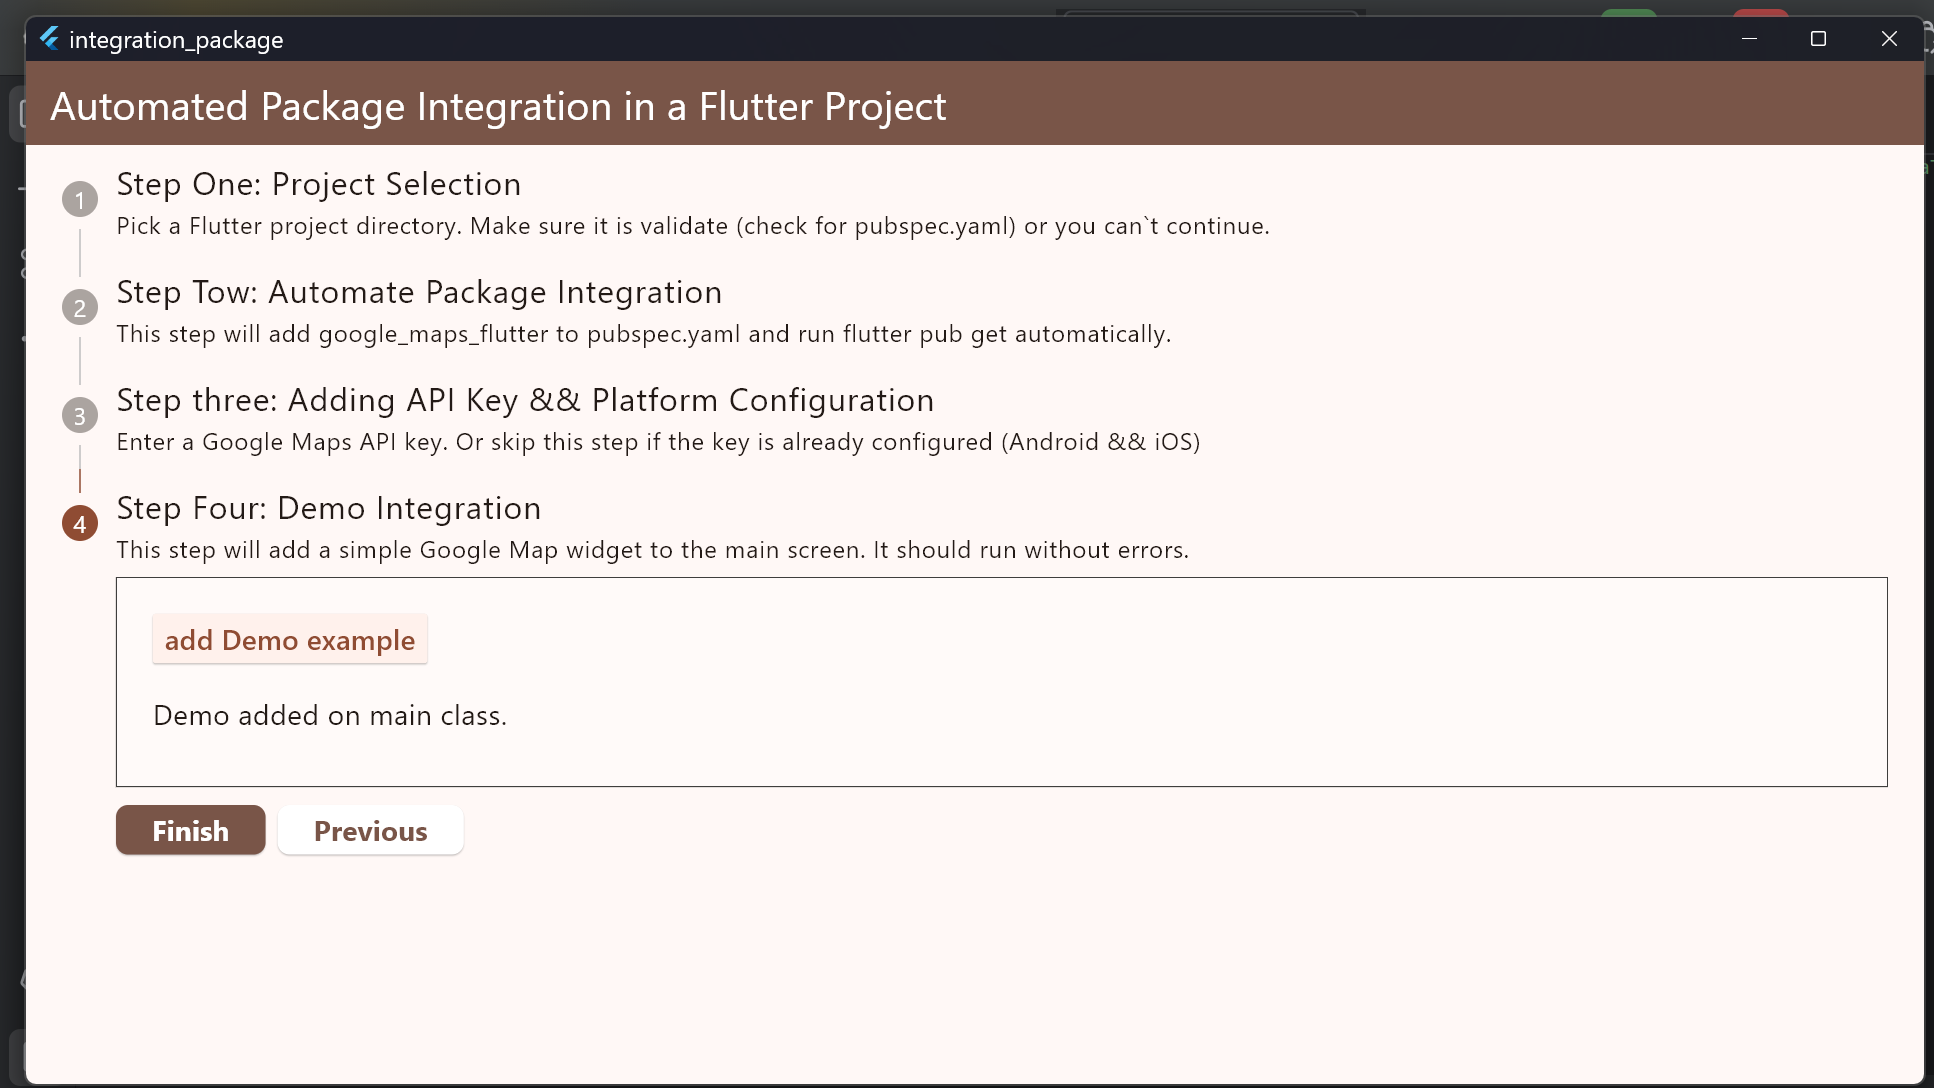 integration_package
Automated Package Integration in a Flutter Project
1
Step One: Project Selection
Pick a Flutter project directory. Make sure it is validate (check for pubspec.yaml) or you can`t continue.
2
Step Tow: Automate Package Integration
This step will add google_maps_flutter to pubspec.yaml and run flutter pub get automatically.
3
Step three: Adding API Key && Platform Configuration
Enter a Google Maps API key. Or skip this step if the key is already configured (Android && iOS)
4
Step Four: Demo Integration
This step will add a simple Google Map widget to the main screen. It should run without errors.
add Demo example
Demo added on main class.
Finish Previous